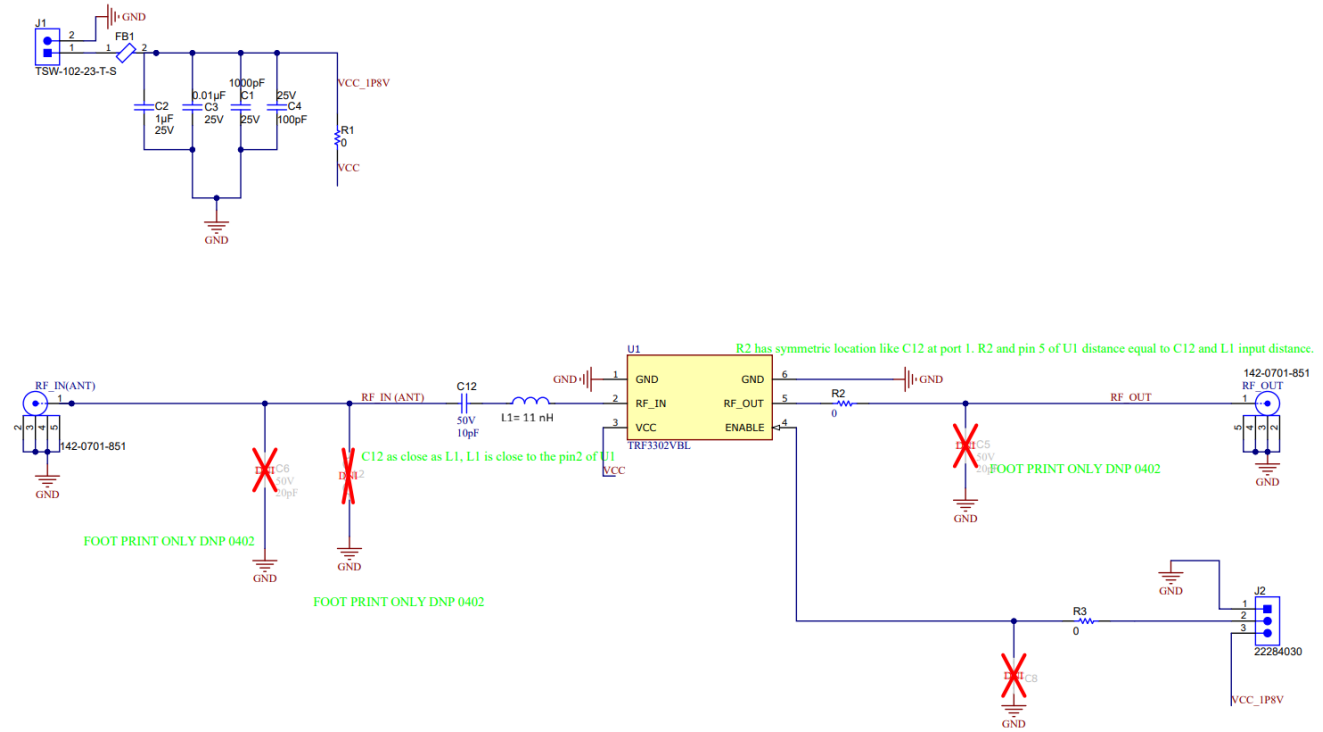 J1
GND
2
1
1
FB1
2
TSW-102-23-T-S
C2
1µF
25V
0.01µF
C3
25V
1000pF
C1
25V
25V
C4
100pF
VCC_1P8V
R1
0
VCC
GND
RF_IN(ANT)
1
2
3
4
5
142-0701-851
GND
C6
50V
20pF
FOOT PRINT ONLY DNP 0402
GND
RF_IN (ANT)
C12 as close as L1, L1 is close to the pin2 of U1
GND
FOOT PRINT ONLY DNP 0402
C12
50V
10pF
L1= 11 nH
U1
R2 has symmetric location like C12 at port 1. R2 and pin 5 of U1 distance equal to C12 and L1 input distance.
GND
1
GND
GND
6
GND
2
RF_IN
RF_OUT
5
3
VCC
ENABLE
4
TRF3302VBL
VCC
R2
0
RF_OUT
C5
50V
20pF
FOOT PRINT ONLY DNP 0402
GND
142-0701-851
RF_OUT
1
5
4
3
2
GND
GND
J2
1
2
3
22284030
VCC_1P8V
R3
0
C8
GND